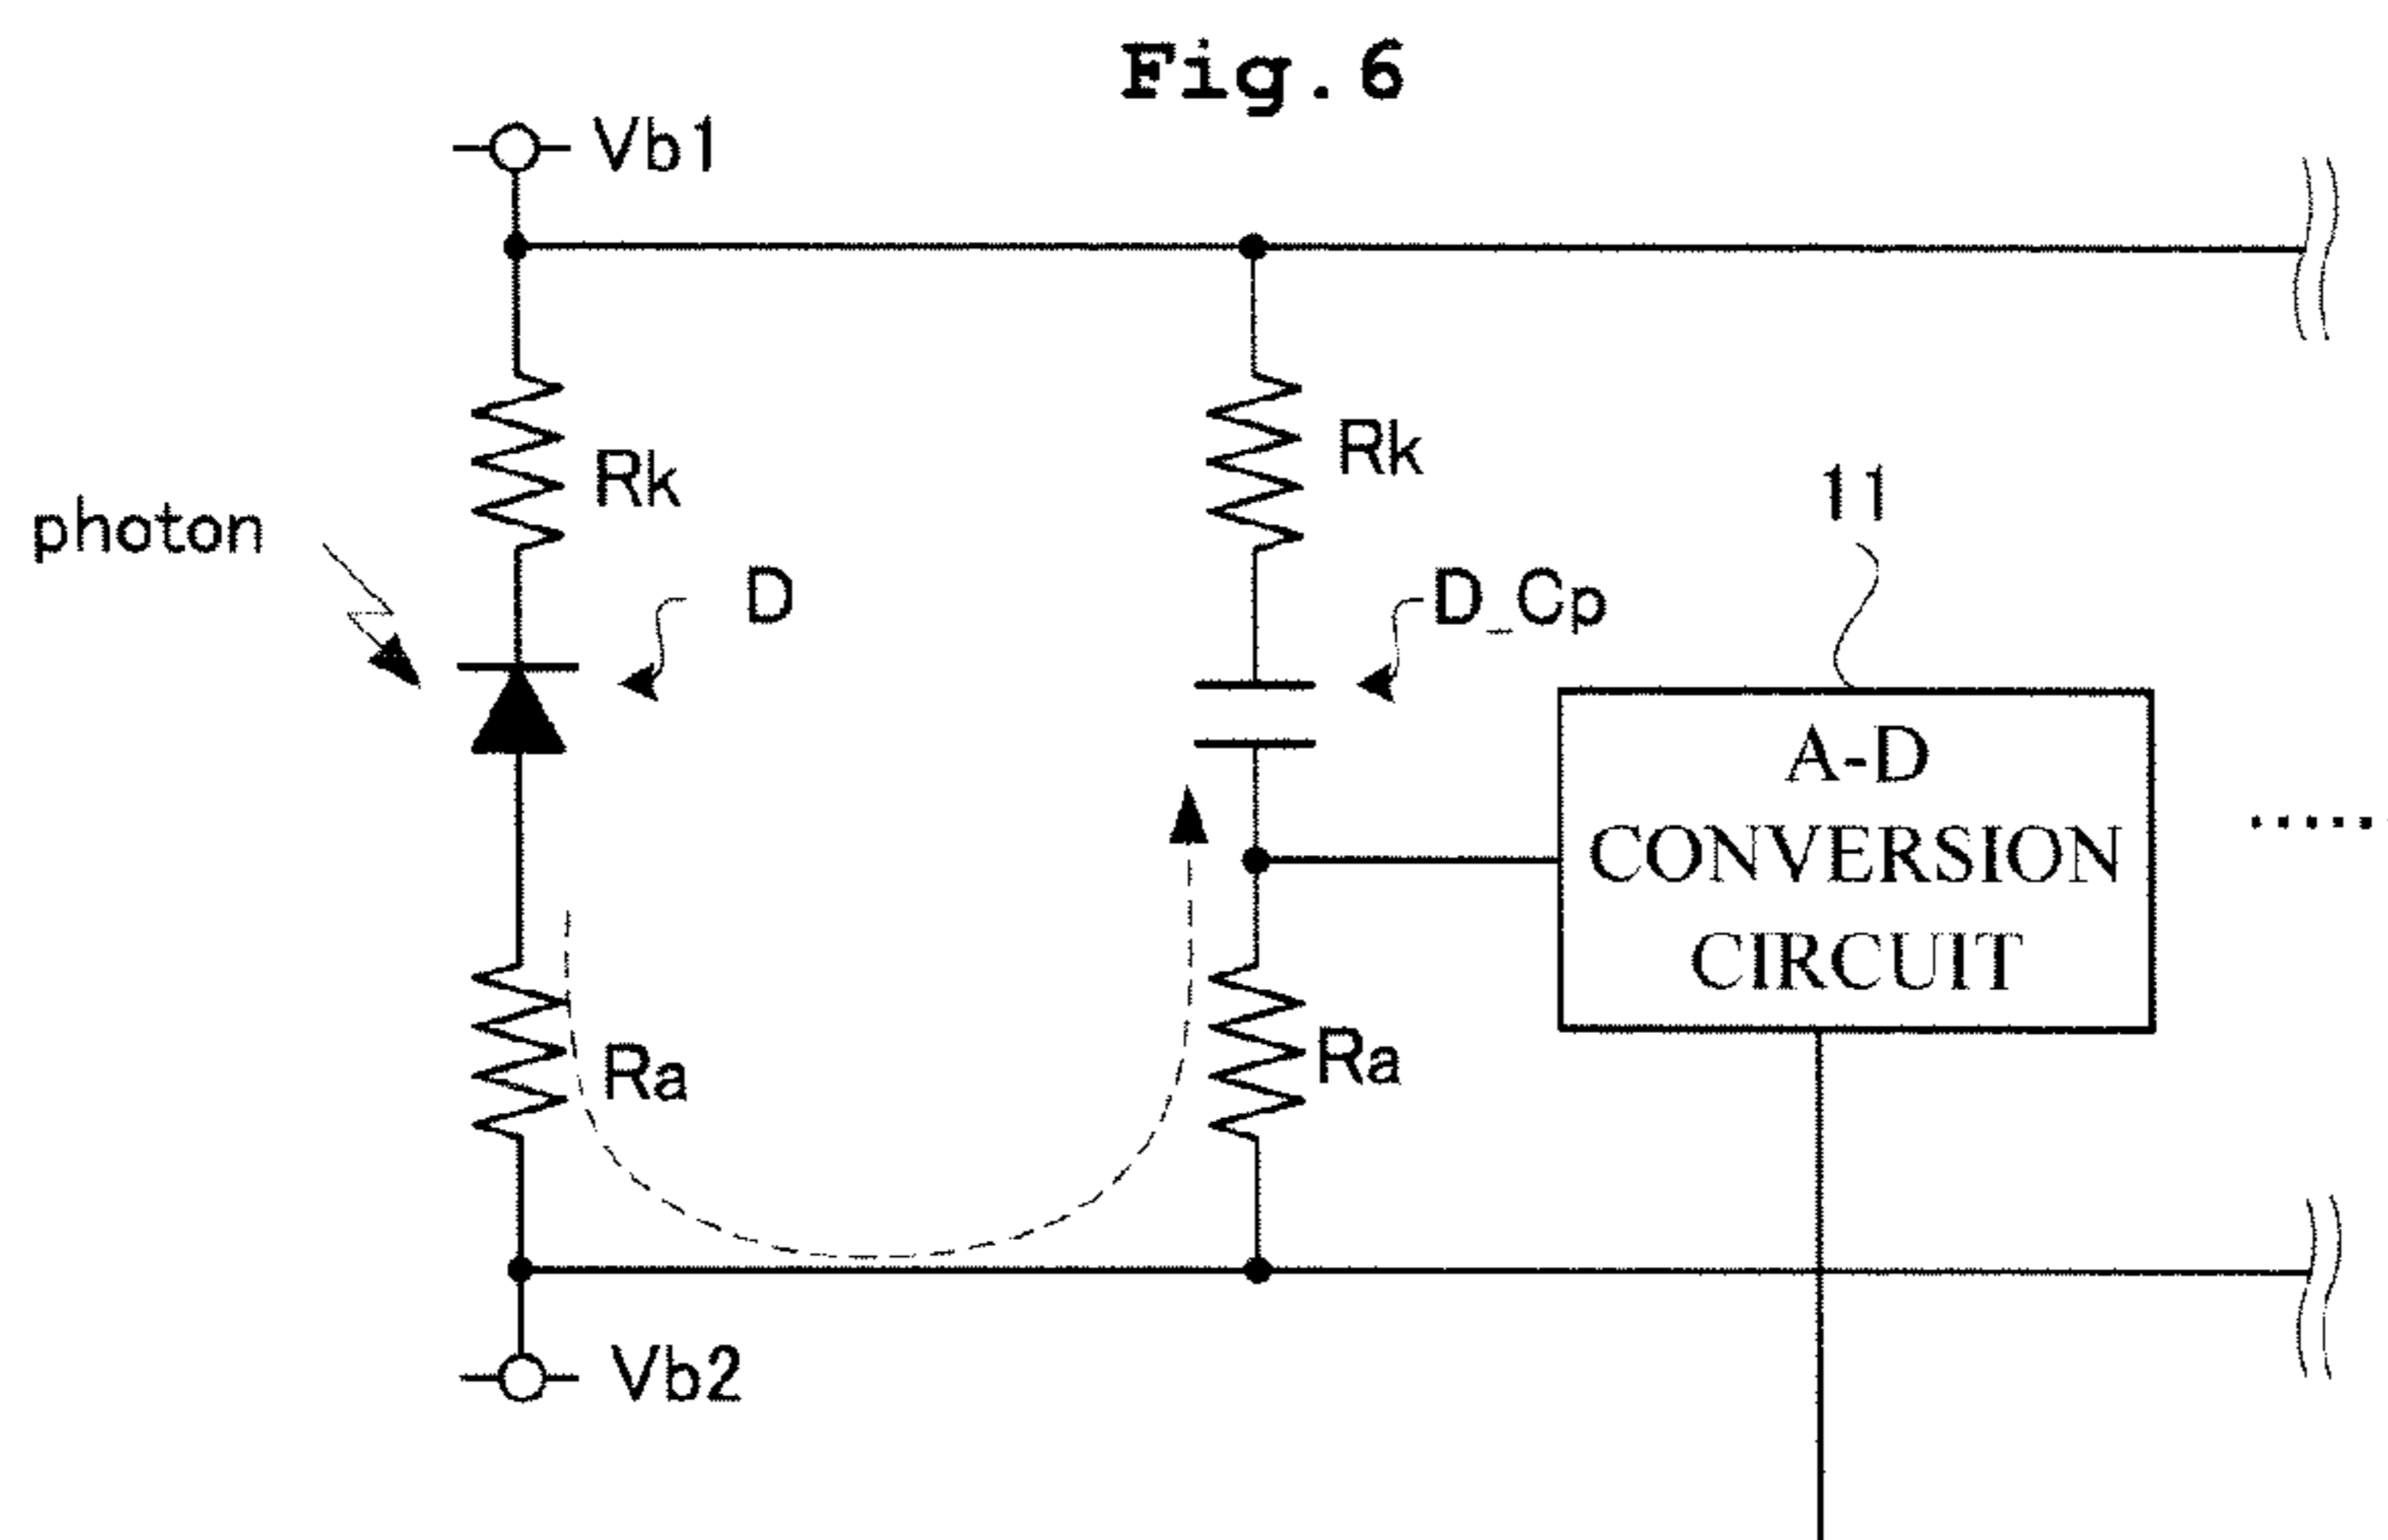 Fig.6
Vb1
Rk
Rk
11
photon
D
D_Cp
A-D
CONVERSION
CIRCUIT
Ra
Ra
Vb2